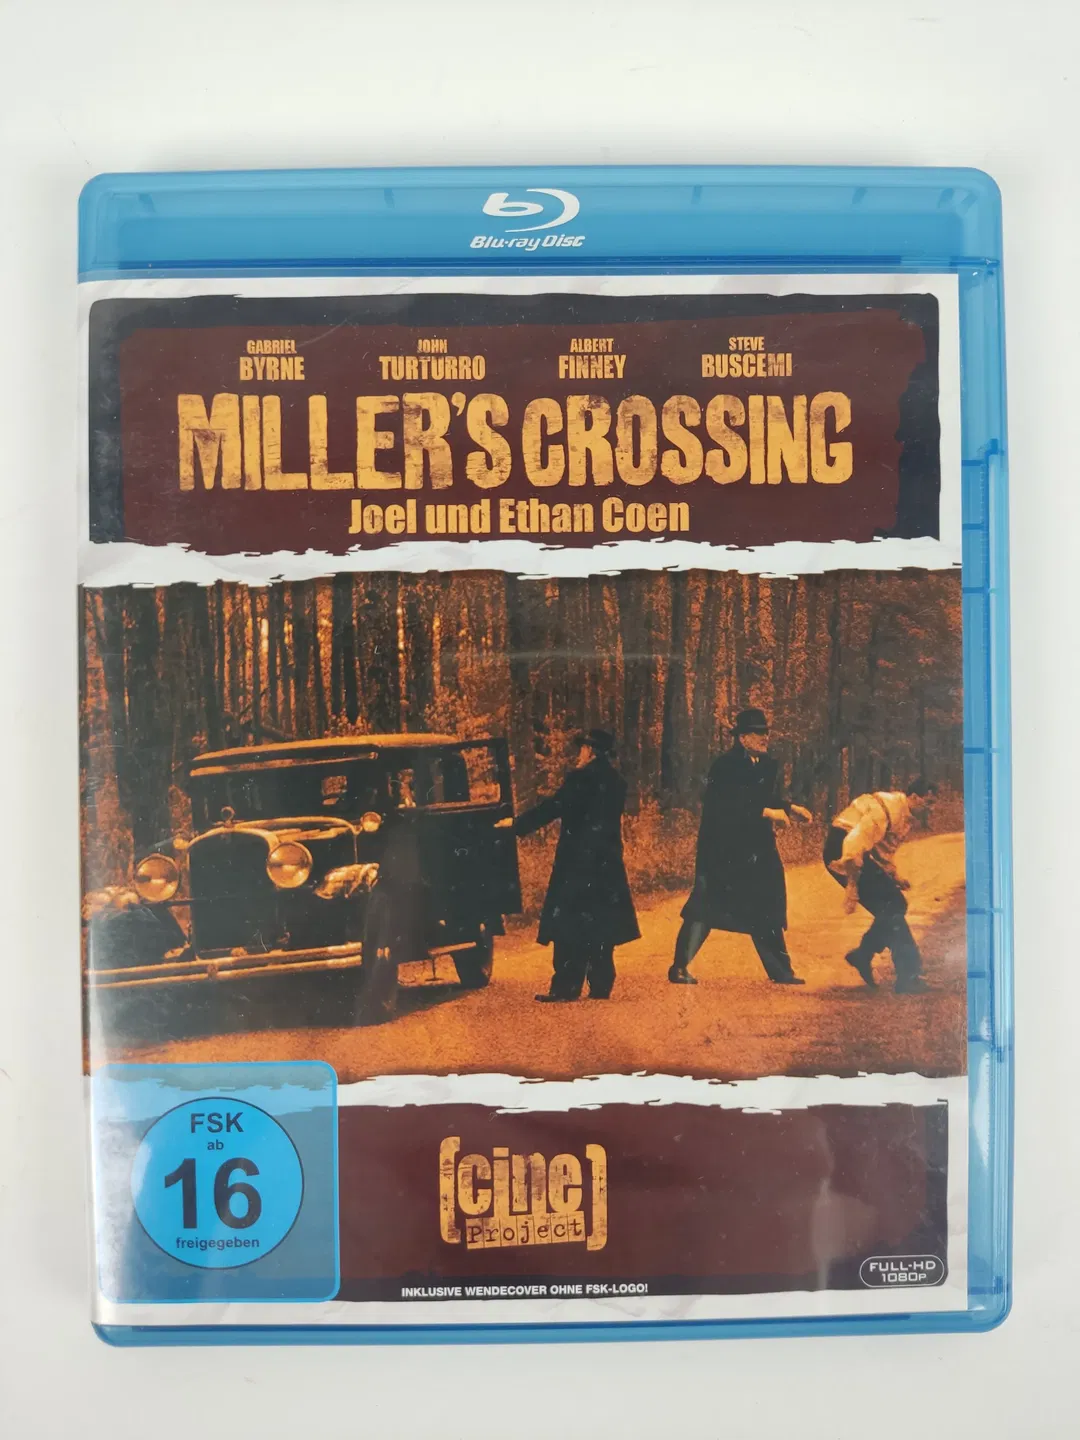 Blu-ray Disc
GABRIEL BYRNE
JOHN TURTURRO
ALBERT FINNEY
STEVE BUSCEMI
MILLER'S CROSSING
Joel und Ethan Coen
FSK
ab
16
freigegeben
(cine
Project)
INKLUSIVE WENDECOVER OHNE FSK-LOGO!
FULL-HD
1080P